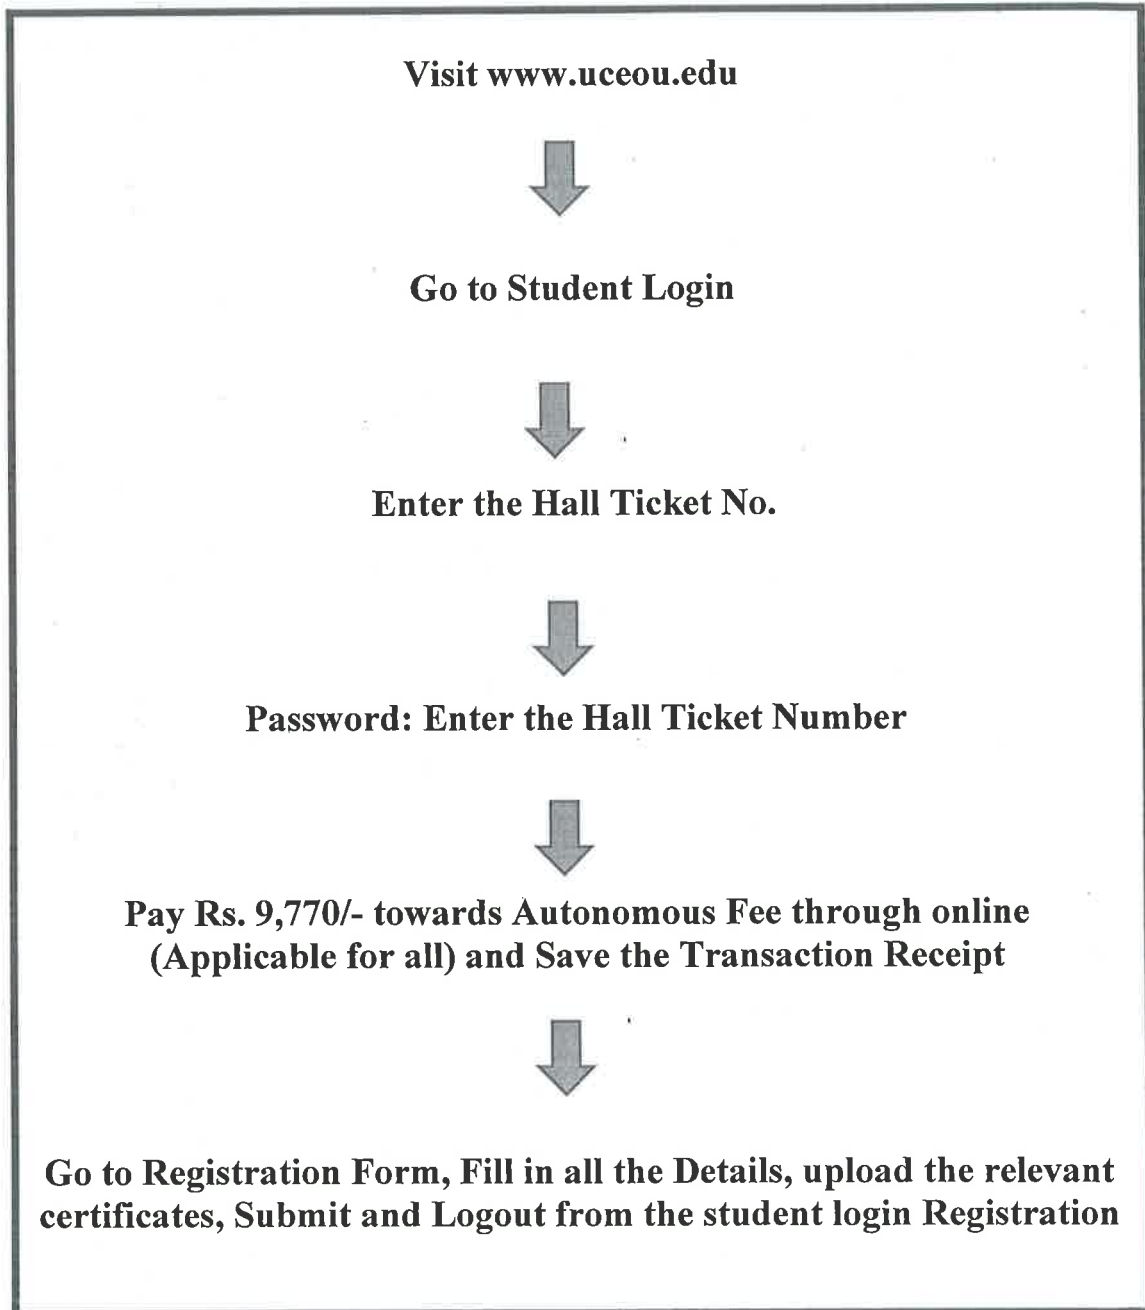 Visit www.uceou.edu
Go to Student Login
Enter the Hall Ticket No.
Password: Enter the Hall Ticket Number
Pay Rs. 9,770/- towards Autonomous Fee through online
(Applicable for all) and Save the Transaction Receipt
Go to Registration Form, Fill in all the Details, upload the relevant
certificates, Submit and Logout from the student login Registration